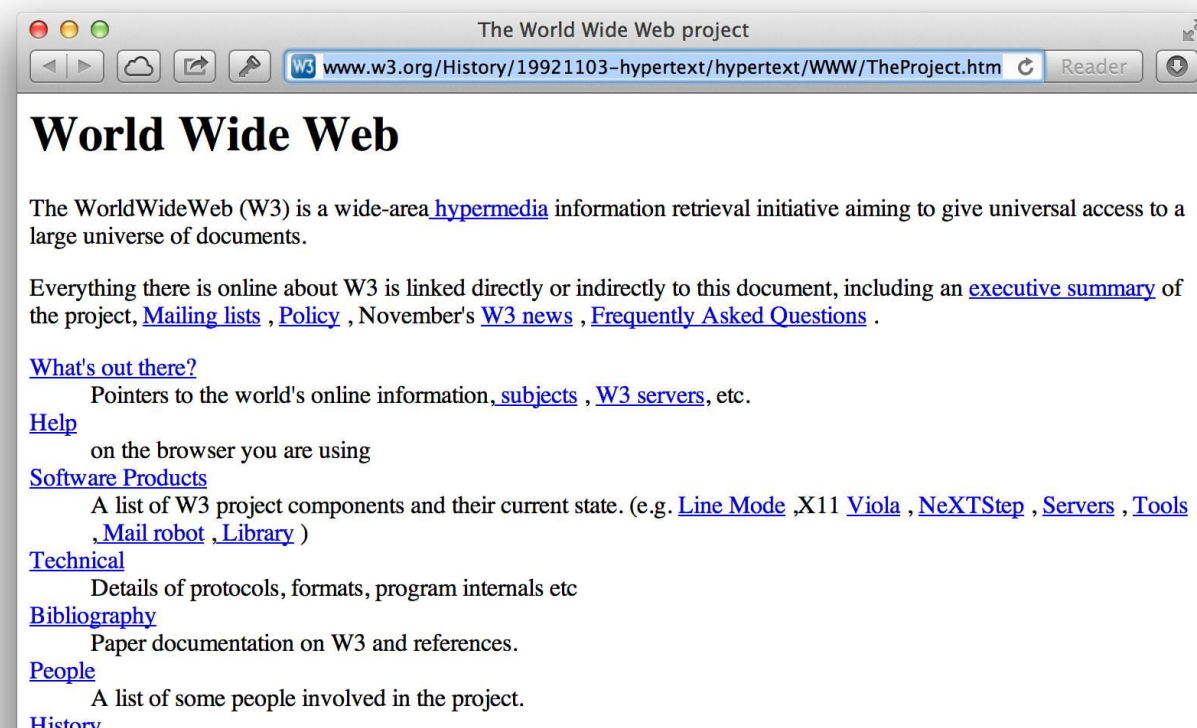 The World Wide Web project
W3 www.w3.org/History/19921103-hypertext/hypertext/WWW/TheProject.htm Reader
World Wide Web
The WorldWideWeb (W3) is a wide-area hypermedia information retrieval initiative aiming to give universal access to a
large universe of documents.
Everything there is online about W3 is linked directly or indirectly to this document, including an executive summary of
the project, Mailing lists , Policy , November's W3 news , Frequently Asked Questions .
What's out there?
Pointers to the world's online information, subjects , W3 servers, etc.
Help
on the browser you are using
Software Products
A list of W3 project components and their current state. (e.g. Line Mode ,X11 Viola , NeXTStep , Servers , Tools
, Mail robot , Library )
Technical
Details of protocols, formats, program internals etc
Bibliography
Paper documentation on W3 and references.
People
A list of some people involved in the project.
History